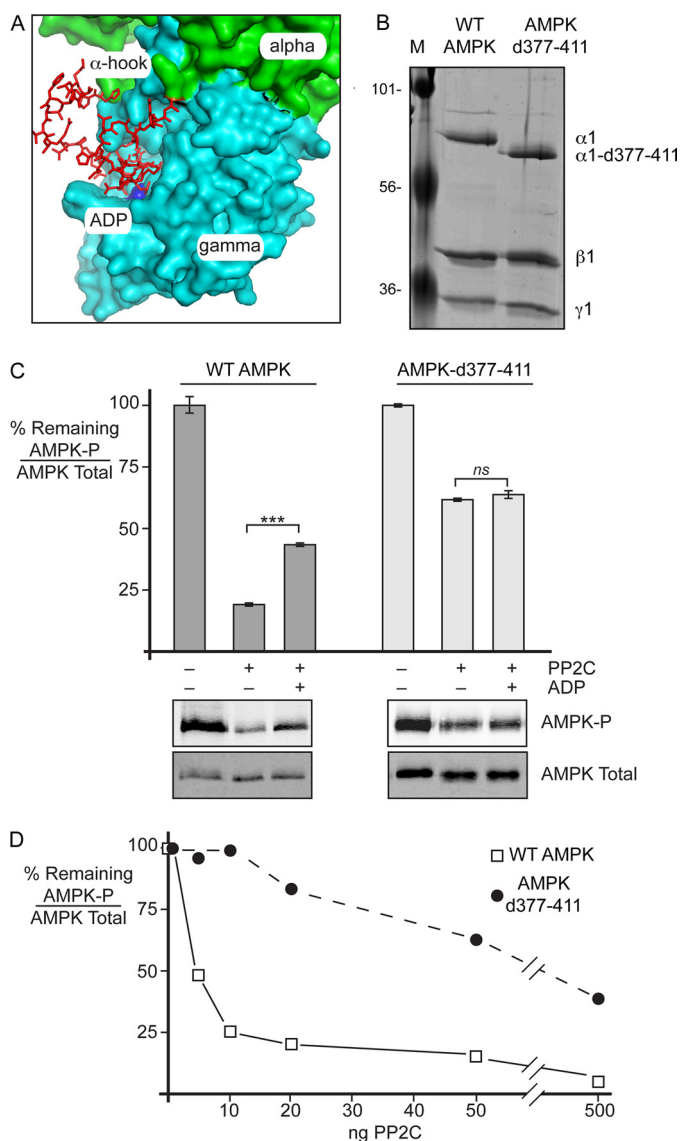 A
α-hook
alpha
ADP
gamma
B
M
WT
AMPK
AMPK
d377-411
101-
56-
36-
α1
α1-d377-411
β1
γ1
C
WT AMPK
AMPK-d377-411
% Remaining
AMPK-P
AMPK Total
100
75
50
25
***
ns
– + + – + + PP2C
– – + – – + ADP
AMPK-P
AMPK Total
D
% Remaining
AMPK-P
AMPK Total
100
75
50
25
WT AMPK
AMPK
d377-411
10 20 30 40 50 500
ng PP2C